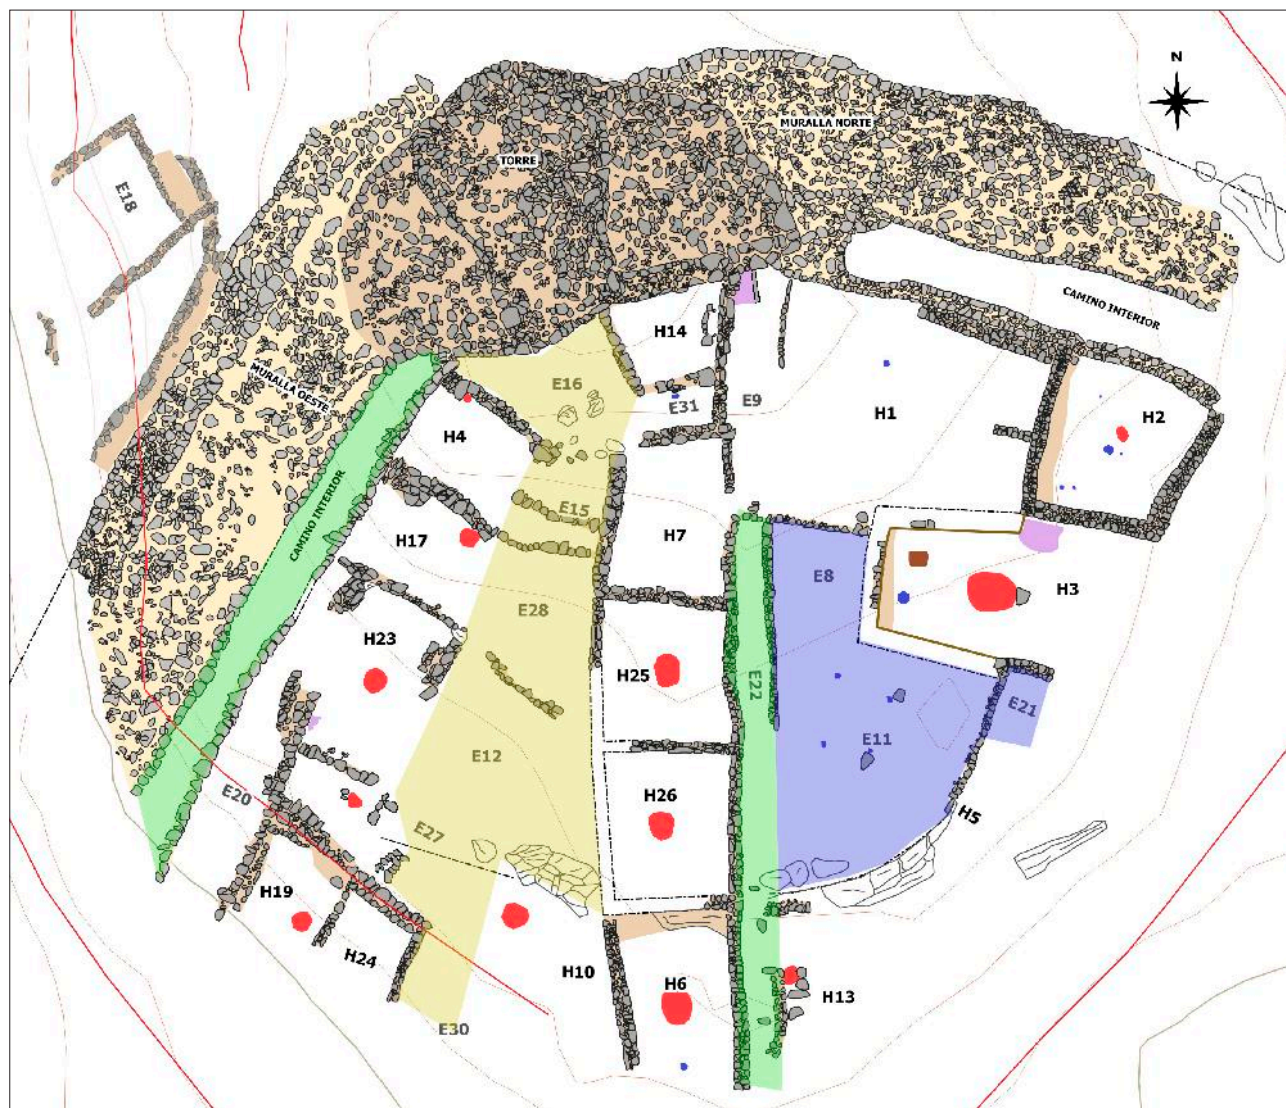 N
MURALLA NORTE
TORRE
E18
CAMINO INTERIOR
H14
E16
MURALLA OESTE
E31
E9
H1
H2
H4
CAMINO INTERIOR
E15
H17
H7
E8
H3
E28
H23
H25
E22
E21
E11
E12
H26
E20
H5
E27
H19
H24
H10
H6
H13
E30